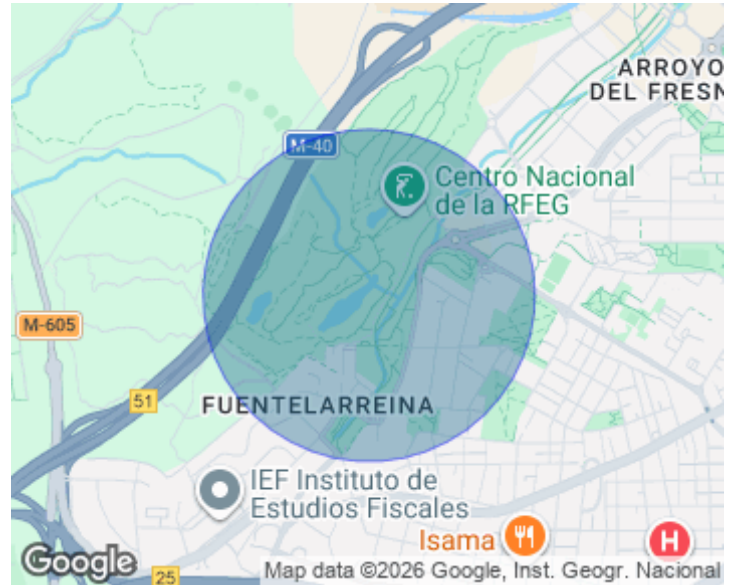 ARROYO
DEL FRESN
M-40
Centro Nacional
de la RFEG
M-605
51
FUENTELARREINA
IEF Instituto de
Estudios Fiscales
Isama
H
Google
25
Map data ©2026 Google, Inst. Geogr. Nacional